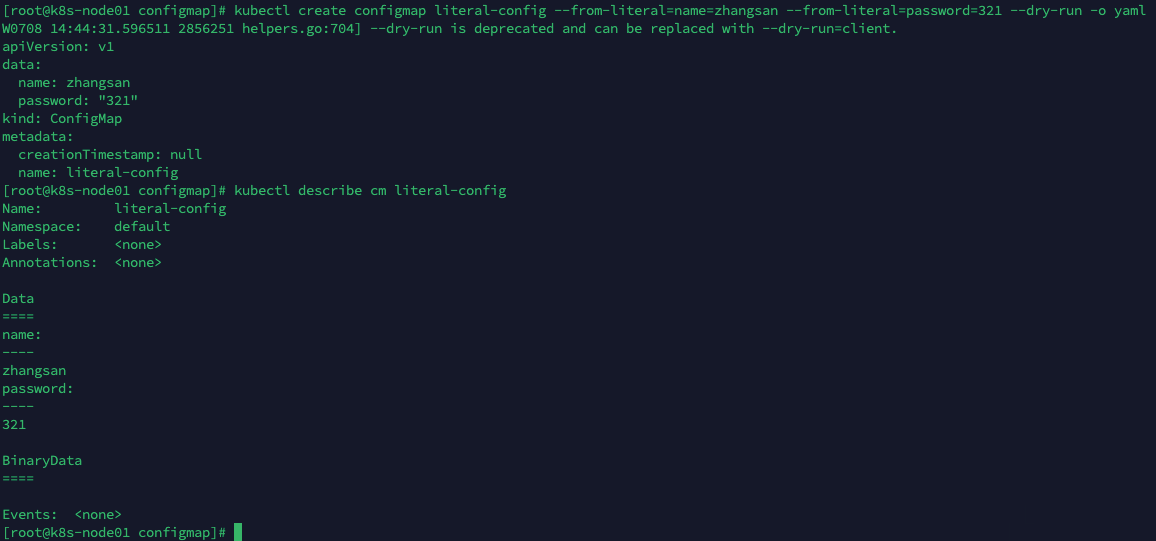 [root@k8s-node01 configmap]# kubectl create configmap literal-config --from-literal=name=zhangsan --from-literal=password=321 --dry-run -o yaml
W0708 14:44:31.596511 2856251 helpers.go:704] --dry-run is deprecated and can be replaced with --dry-run=client.
apiVersion: v1
data:
  name: zhangsan
  password: "321"
kind: ConfigMap
metadata:
  creationTimestamp: null
  name: literal-config
[root@k8s-node01 configmap]# kubectl describe cm literal-config
Name:         literal-config
Namespace:    default
Labels:       <none>
Annotations:  <none>

Data
====
name:
----
zhangsan
password:
----
321

BinaryData
====

Events:  <none>
[root@k8s-node01 configmap]#